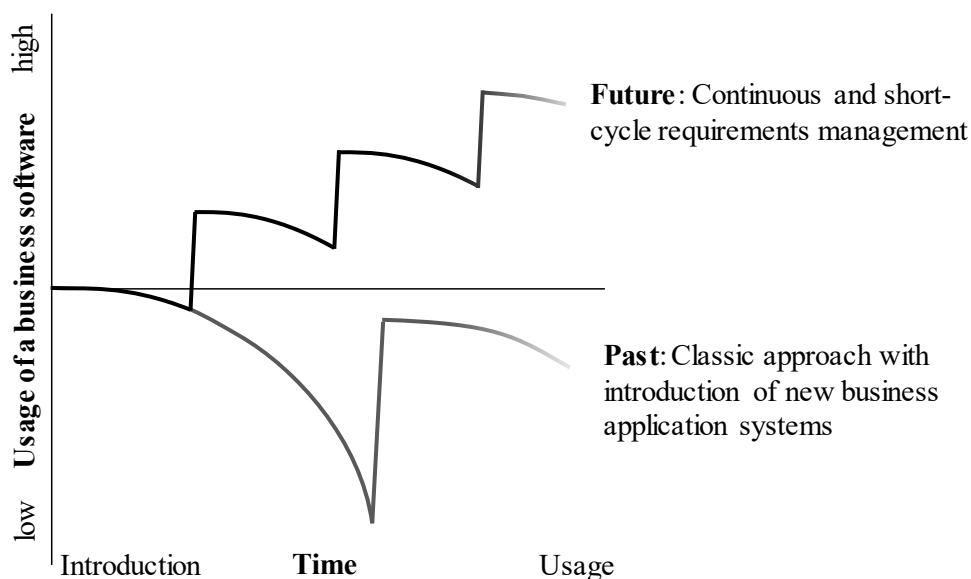 high
Usage of a business software
low
Future: Continuous and short-
cycle requirements management
Past: Classic approach with
introduction of new business
application systems
Introduction
Time
Usage